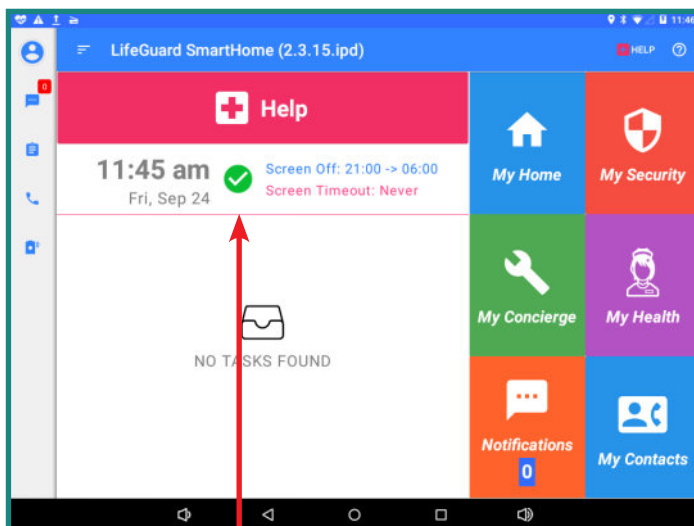 11:46
LifeGuard SmartHome (2.3.15.ipd)
HELP
0
Help
11:45 am
Fri, Sep 24
Screen Off: 21:00 -> 06:00
Screen Timeout: Never
NO TASKS FOUND
My Home
My Security
My Concierge
My Health
Notifications
0
My Contacts